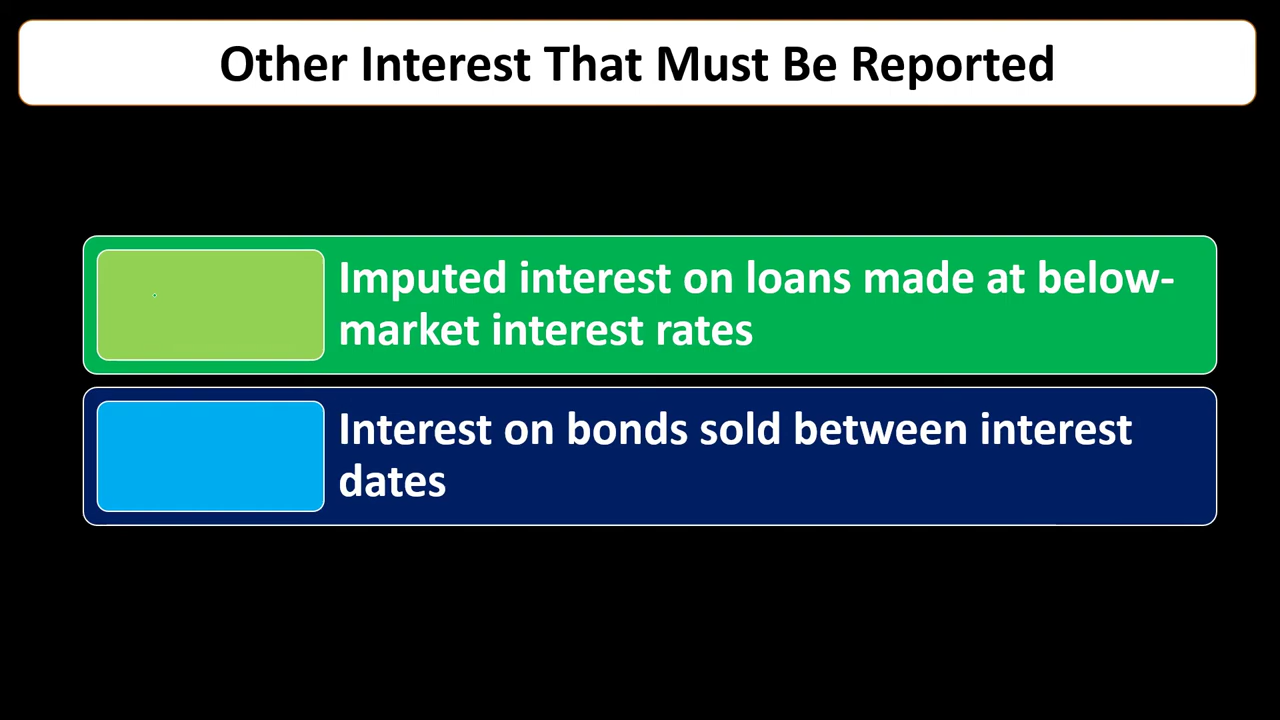 Other Interest That Must Be Reported
Imputed interest on loans made at below-
market interest rates
Interest on bonds sold between interest
dates